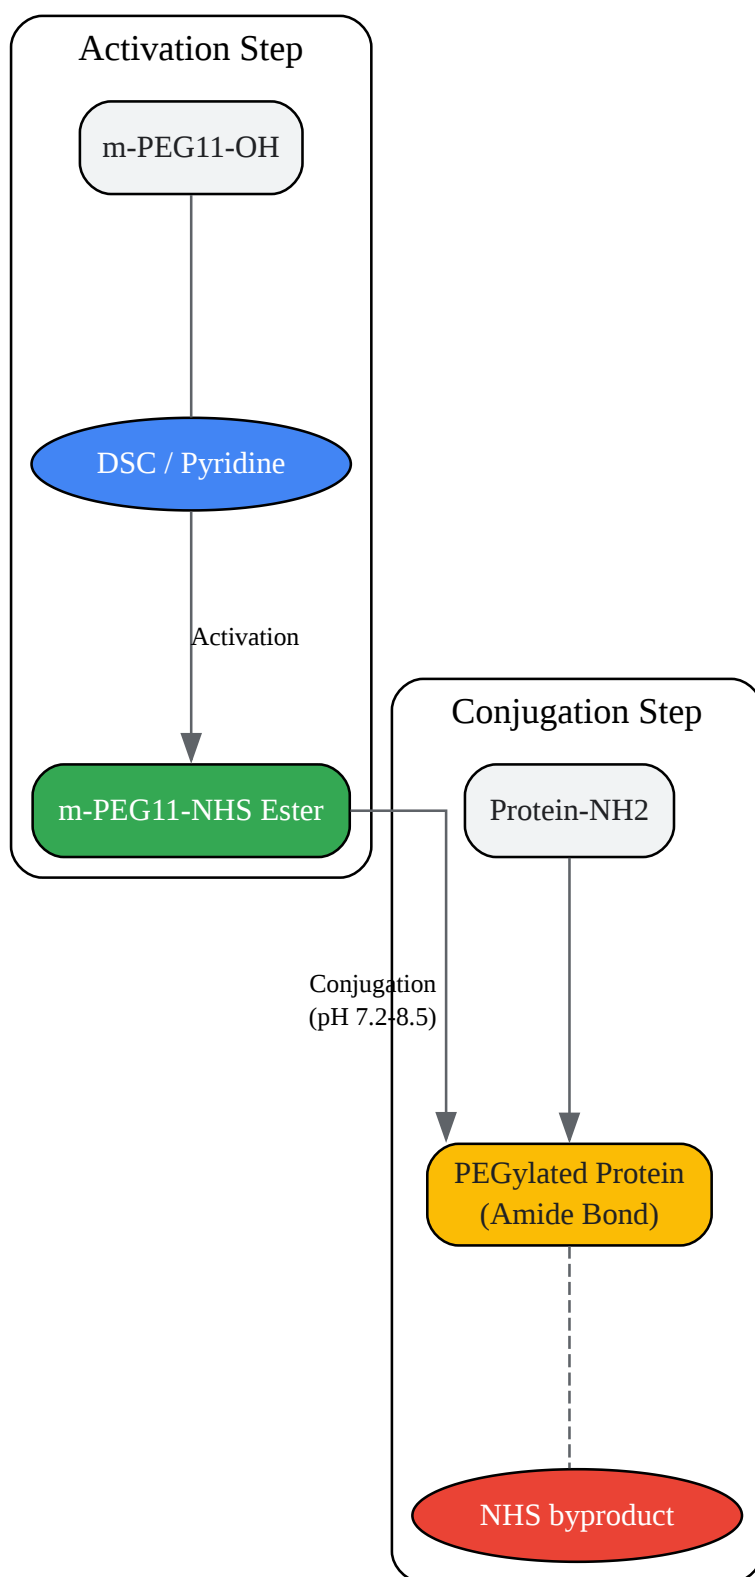 Activation Step
m-PEG11-OH
DSC / Pyridine
Activation
m-PEG11-NHS Ester
Conjugation Step
Protein-NH2
Conjugation
(pH 7.2-8.5)
PEGylated Protein
(Amide Bond)
NHS byproduct